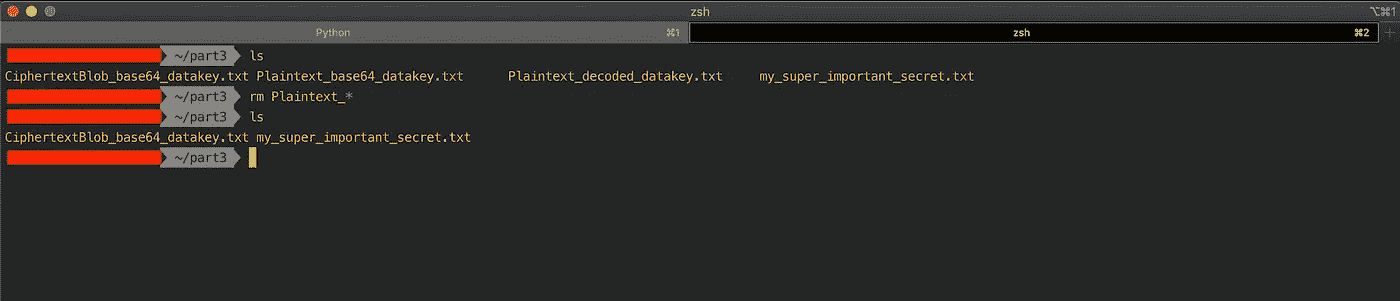 zsh ⌥⌘1
Python ⌘1 zsh ⌘2 +
~/part3 ls
CiphertextBlob_base64_datakey.txt Plaintext_base64_datakey.txt Plaintext_decoded_datakey.txt my_super_important_secret.txt
~/part3 rm Plaintext_*
~/part3 ls
CiphertextBlob_base64_datakey.txt my_super_important_secret.txt
~/part3